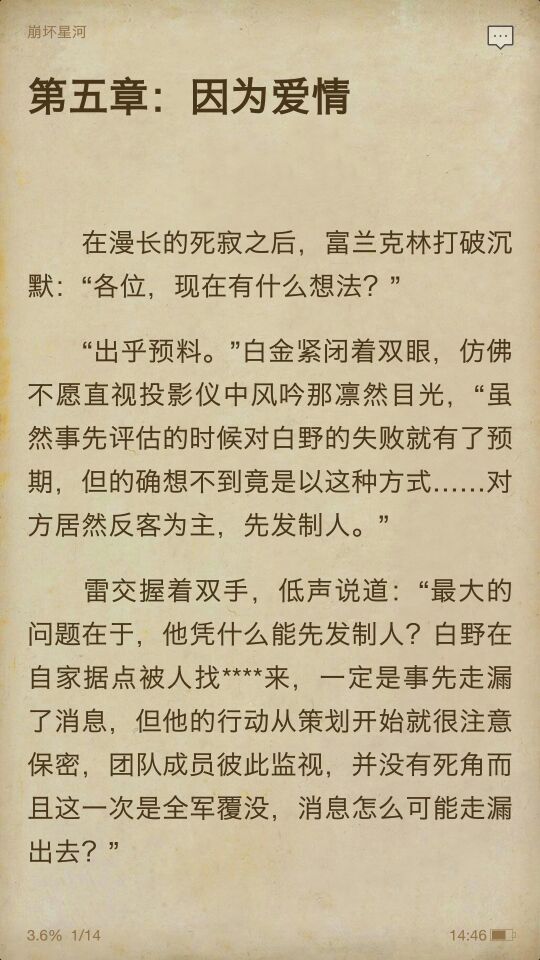 崩坏星河
第五章：因为爱情
在漫长的死寂之后，富兰克林打破沉
默：“各位，现在有什么想法？”
“出乎预料。”白金紧闭着双眼，仿佛
不愿直视投影仪中风吟那凛然目光，“虽
然事先评估的时候对白野的失败就有了预
期，但的确想不到竟是以这种方式……对
方居然反客为主，先发制人。”
雷交握着双手，低声说道：“最大的
问题在于，他凭什么能先发制人？白野在
自家据点被人找****来，一定是事先走漏
了消息，但他的行动从策划开始就很注意
保密，团队成员彼此监视，并没有死角而
且这一次是全军覆没，消息怎么可能走漏
出去？”
3.6% 1/14
14:46